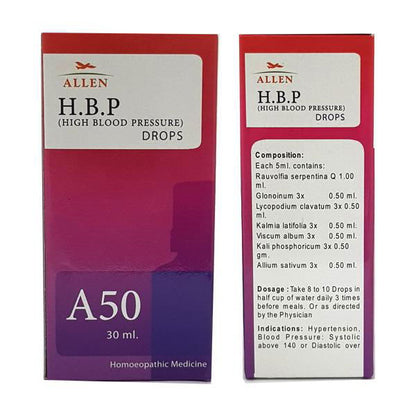 ALLEN
H.B.P
(HIGH BLOOD PRESSURE)
DROPS
A50
30 ml.
Homoeopathic Medicine
ALLEN
H.B.P
(HIGH BLOOD PRESSURE)
DROPS
Composition:
Each 5ml. contains:
Rauvolfia serpentina Q 1.00
ml.
Glonoinum 3x 0.50 ml.
Lycopodium clavatum 3x 0.50
ml.
Kalmia latifolia 3x 0.50 ml.
Viscum album 3x 0.50 ml.
Kali phosphoricum 3x 0.50
gm.
Allium sativum 3x 0.50 ml.
Dosage : Take 8 to 10 Drops in
half cup of water daily 3 times
before meals. Or as directed
by the Physician
Indications: Hypertension,
Blood Pressure: Systolic
above 140 or Diastolic over